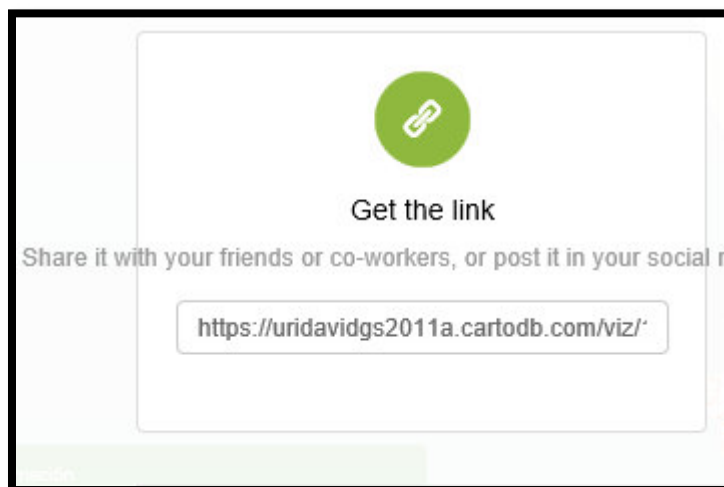 Get the link
Share it with your friends or co-workers, or post it in your social
https://uridavidgs2011a.cartodb.com/viz/